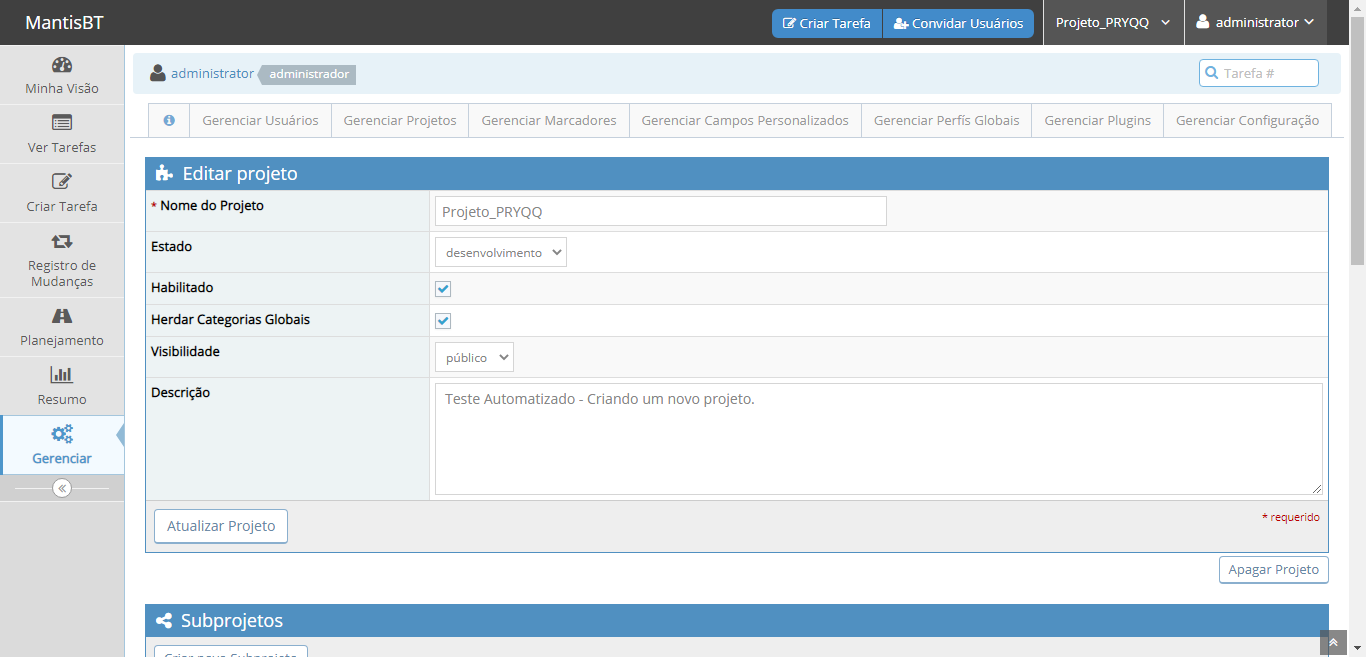 MantisBT
Criar Tarefa
Convidar Usuários
Projeto_PRYQQ
administrator
Minha Visão
Ver Tarefas
Criar Tarefa
Registro de
Mudanças
Planejamento
Resumo
Gerenciar
administrator administrador
Tarefa #
Gerenciar Usuários
Gerenciar Projetos
Gerenciar Marcadores
Gerenciar Campos Personalizados
Gerenciar Perfís Globais
Gerenciar Plugins
Gerenciar Configuração
Editar projeto
* Nome do Projeto
Projeto_PRYQQ
Estado
desenvolvimento
Habilitado
Herdar Categorias Globais
Visibilidade
público
Descrição
Teste Automatizado - Criando um novo projeto.
Atualizar Projeto
* requerido
Apagar Projeto
Subprojetos
Criar novo Subprojeto